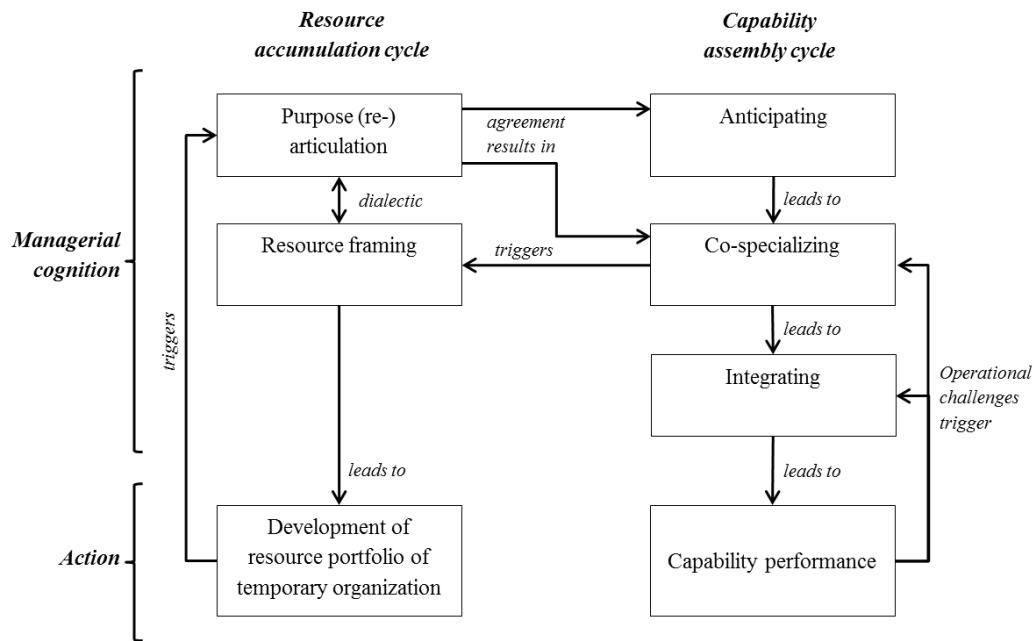 Resource
accumulation cycle
Capability
assembly cycle
Managerial
cognition
Action
Purpose (re-)
articulation
agreement
results in
Anticipating
dialectic
leads to
Resource framing
triggers
Co-specializing
triggers
leads to
Integrating
Operational
challenges
trigger
leads to
leads to
Development of
resource portfolio of
temporary organization
Capability performance